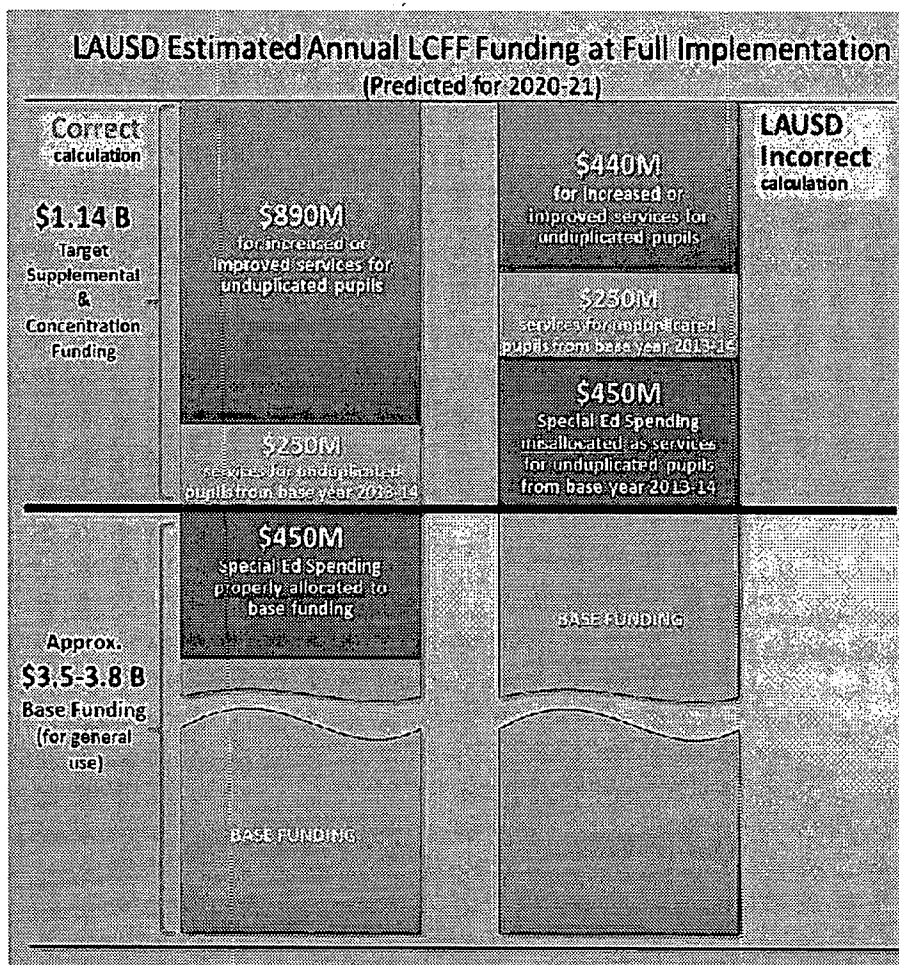 LAUSD Estimated Annual LCFF Funding at Full Implementation
(Predicted for 2020-21)
Correct
calculation
$1.14 B
Target
Supplemental
&
Concentration
Funding
$890M
for increased or
improved services for
unduplicated pupils
$250M
services for unduplicated
pupils from base year 2013-14
$440M
for increased or
improved services for
unduplicated pupils
$250M
services for unduplicated
pupils from base year 2013-14
$450M
Special Ed Spending
misallocated as services
for unduplicated pupils
from base year 2013-14
LAUSD
Incorrect
calculation
Approx.
$3.5-3.8 B
Base Funding
(for general
use)
$450M
Special Ed Spending
properly allocated to
base funding
BASE FUNDING
BASE FUNDING